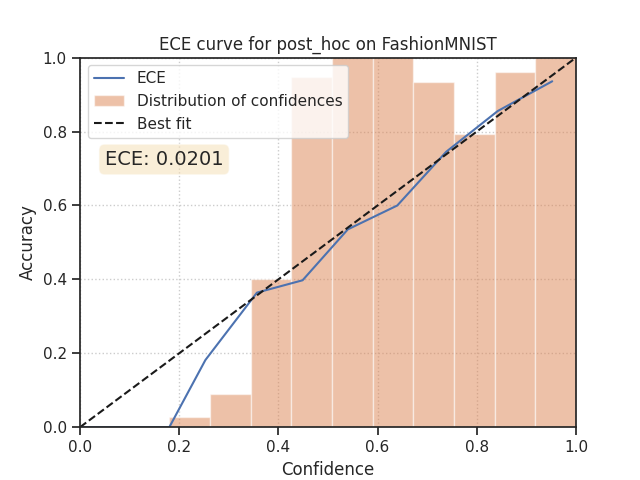 ECE curve for post_hoc on FashionMNIST
1.0
0.8
0.6
0.4
0.2
0.0
Accuracy
ECE
Distribution of confidences
Best fit
ECE: 0.0201
0.0 0.2 0.4 0.6 0.8 1.0
Confidence